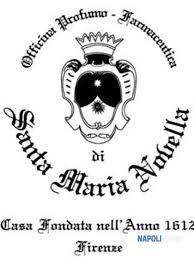 Officina Profumo - Farmaceutica
di
Santa Maria Novella
Casa Fondata nell'Anno 1612
NAPOLI
Firenze